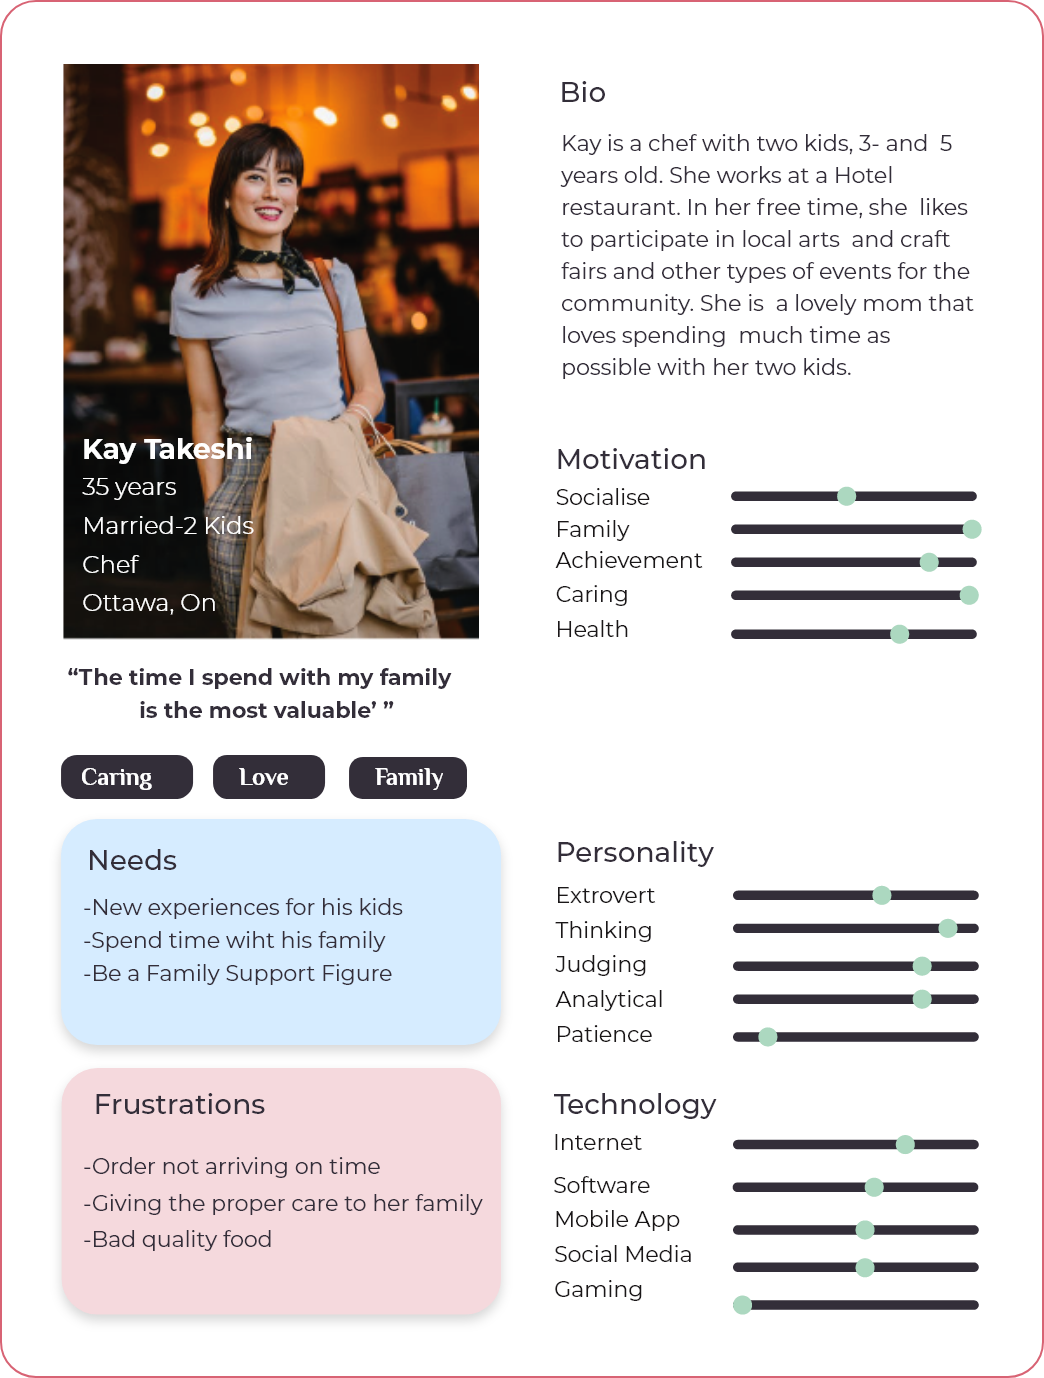 Kay Takeshi
35 years
Married-2 Kids
Chef
Ottawa, On
“The time I spend with my family
is the most valuable’ ”
Caring
Love
Family
Needs
-New experiences for his kids
-Spend time wiht his family
-Be a Family Support Figure
Frustrations
-Order not arriving on time
-Giving the proper care to her family
-Bad quality food
Bio
Kay is a chef with two kids, 3- and 5
years old. She works at a Hotel
restaurant. In her free time, she likes
to participate in local arts and craft
fairs and other types of events for the
community. She is a lovely mom that
loves spending much time as
possible with her two kids.
Motivation
Socialise
Family
Achievement
Caring
Health
Personality
Extrovert
Thinking
Judging
Analytical
Patience
Technology
Internet
Software
Mobile App
Social Media
Gaming